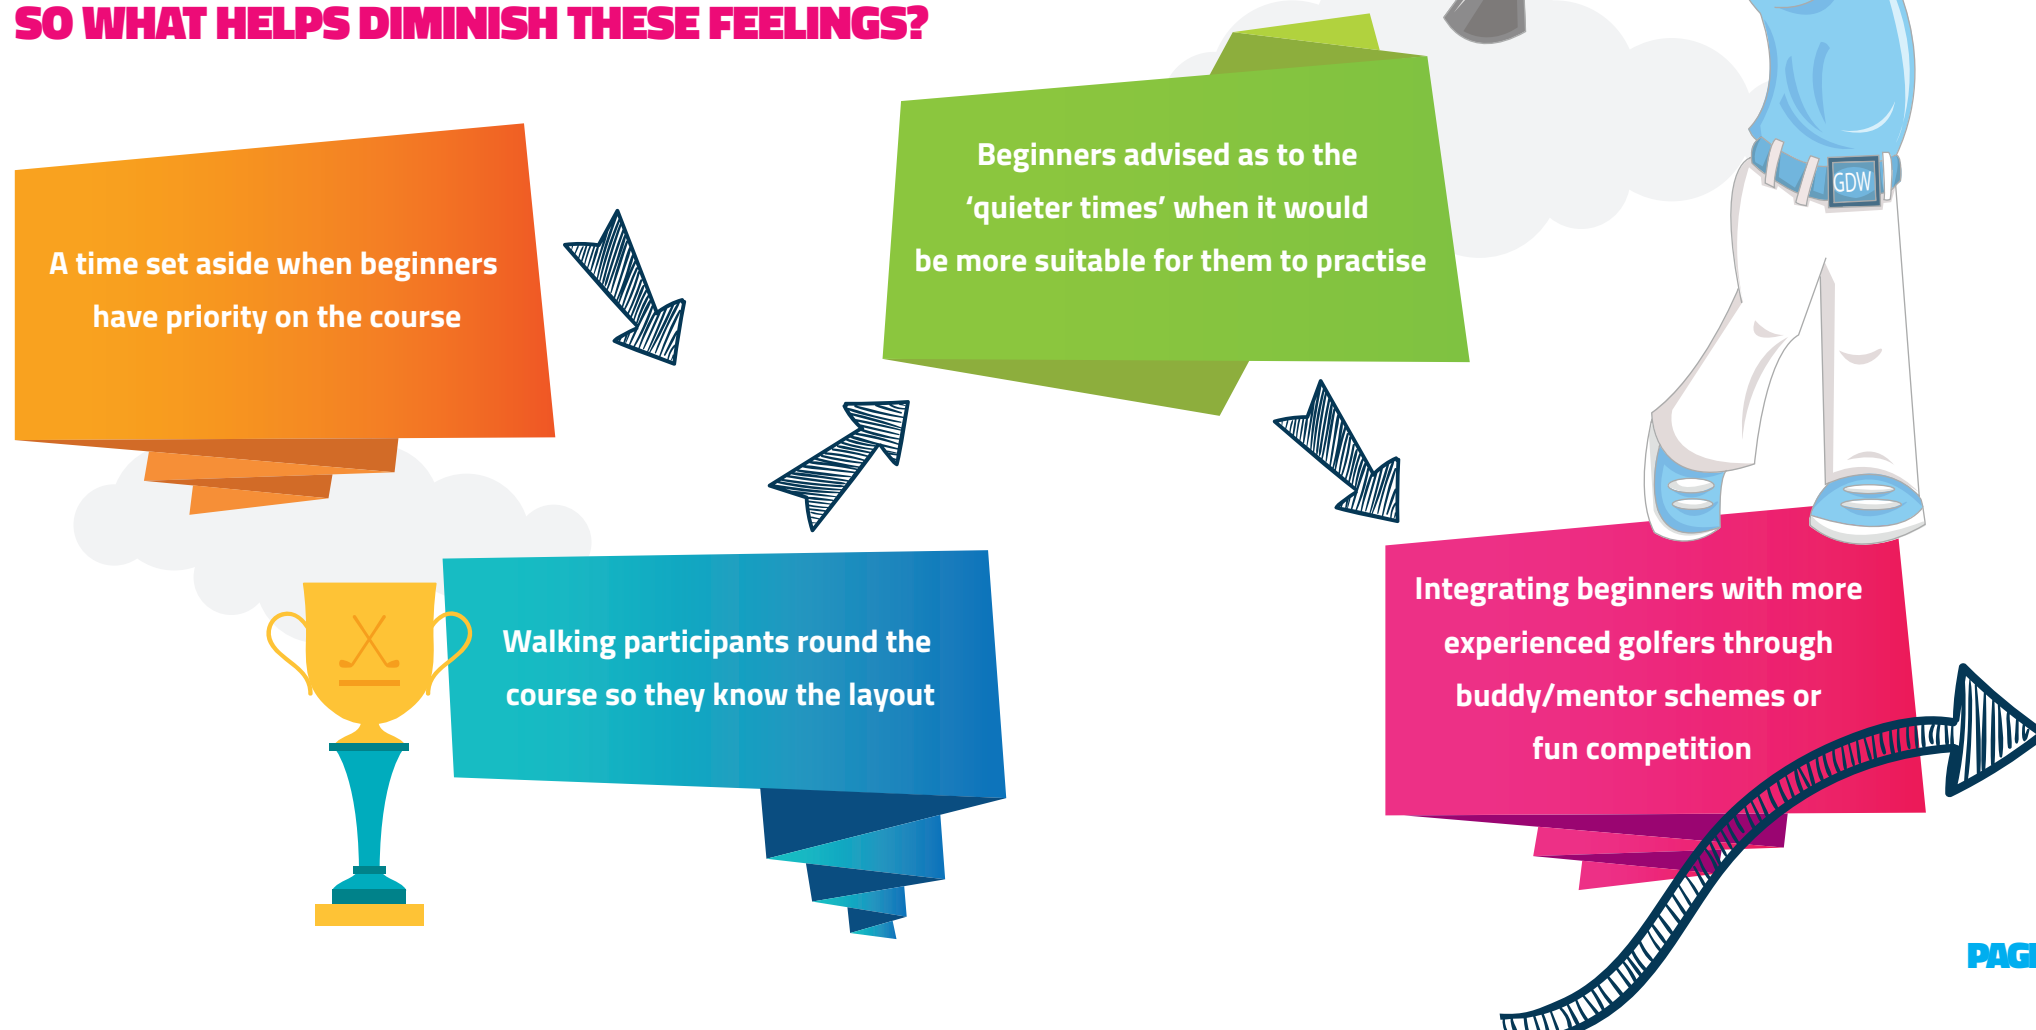 SO WHAT HELPS DIMINISH THESE FEELINGS?
A time set aside when beginners
have priority on the course
Walking participants round the
course so they know the layout
Beginners advised as to the
‘quieter times’ when it would
be more suitable for them to practise
GDW
Integrating beginners with more
experienced golfers through
buddy/mentor schemes or
fun competition